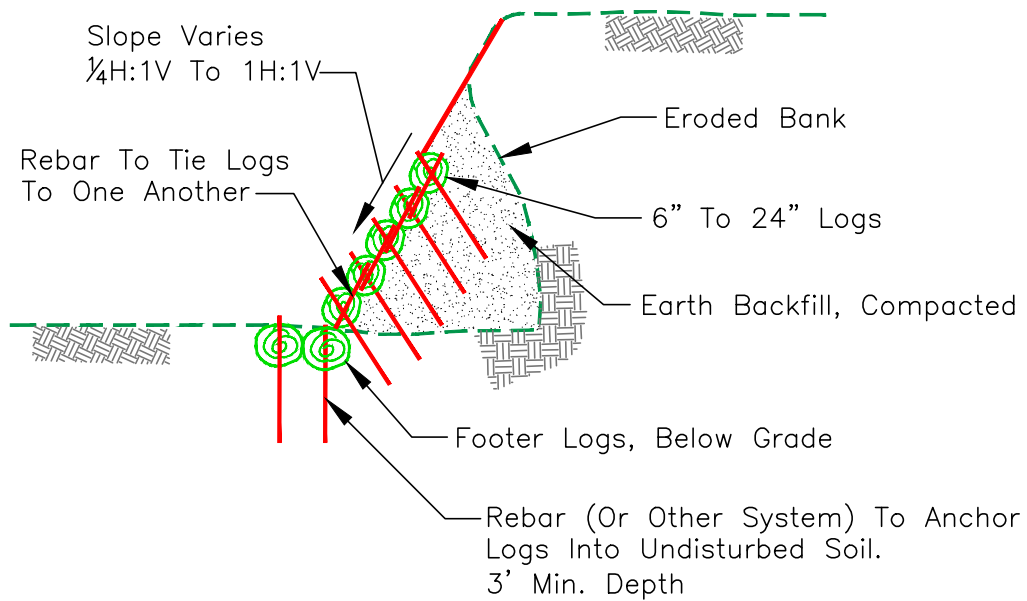 Slope Varies
¼H:1V To 1H:1V
Eroded Bank
Rebar To Tie Logs
To One Another
6” To 24” Logs
Earth Backfill, Compacted
Footer Logs, Below Grade
Rebar (Or Other System) To Anchor
Logs Into Undisturbed Soil.
3’ Min. Depth